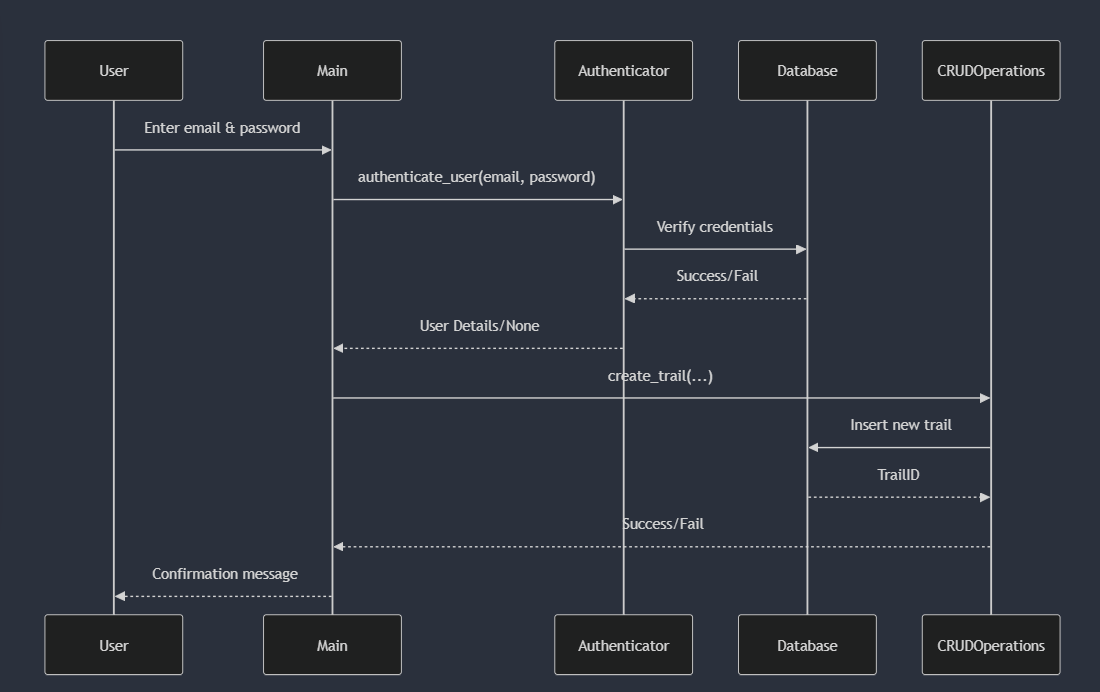 User
Main
Authenticator
Database
CRUDOperations
Enter email & password
authenticate_user(email, password)
Verify credentials
Success/Fail
User Details/None
create_trail(...)
Insert new trail
TrailID
Success/Fail
Confirmation message
User
Main
Authenticator
Database
CRUDOperations